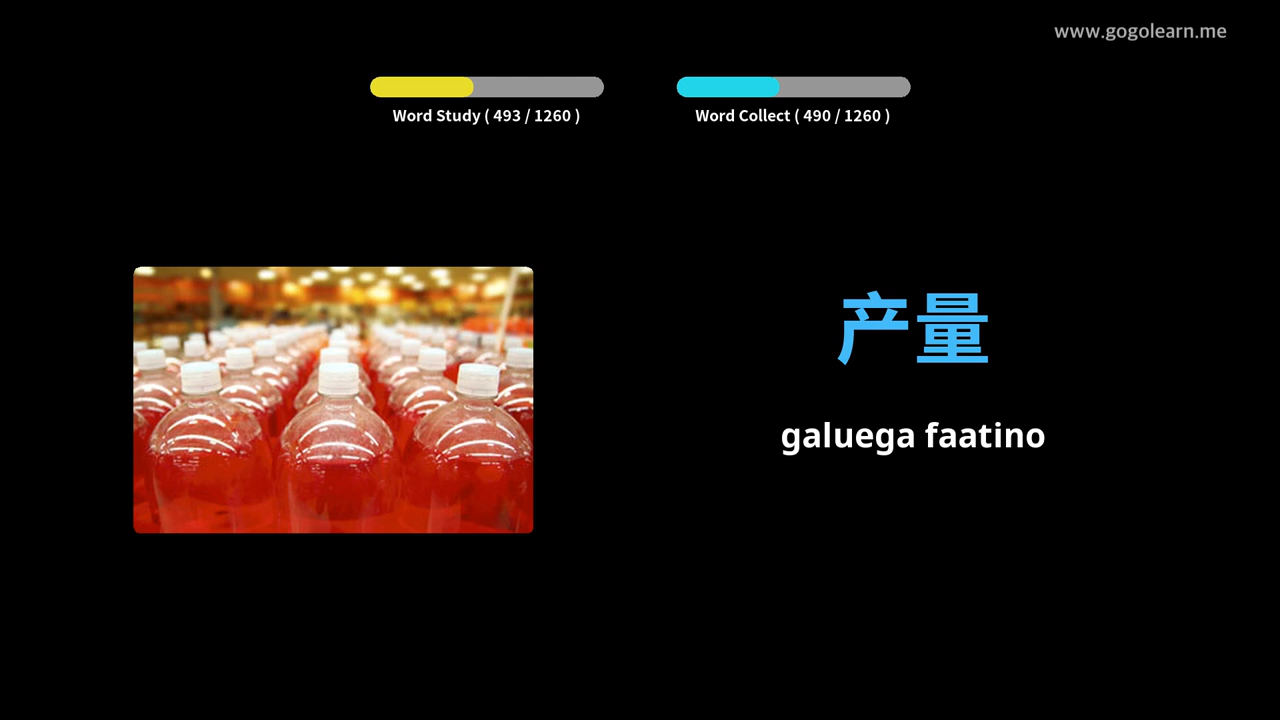 www.gogolearn.me
Word Study ( 493 / 1260 )
Word Collect ( 490 / 1260 )
产量
galuega faatino